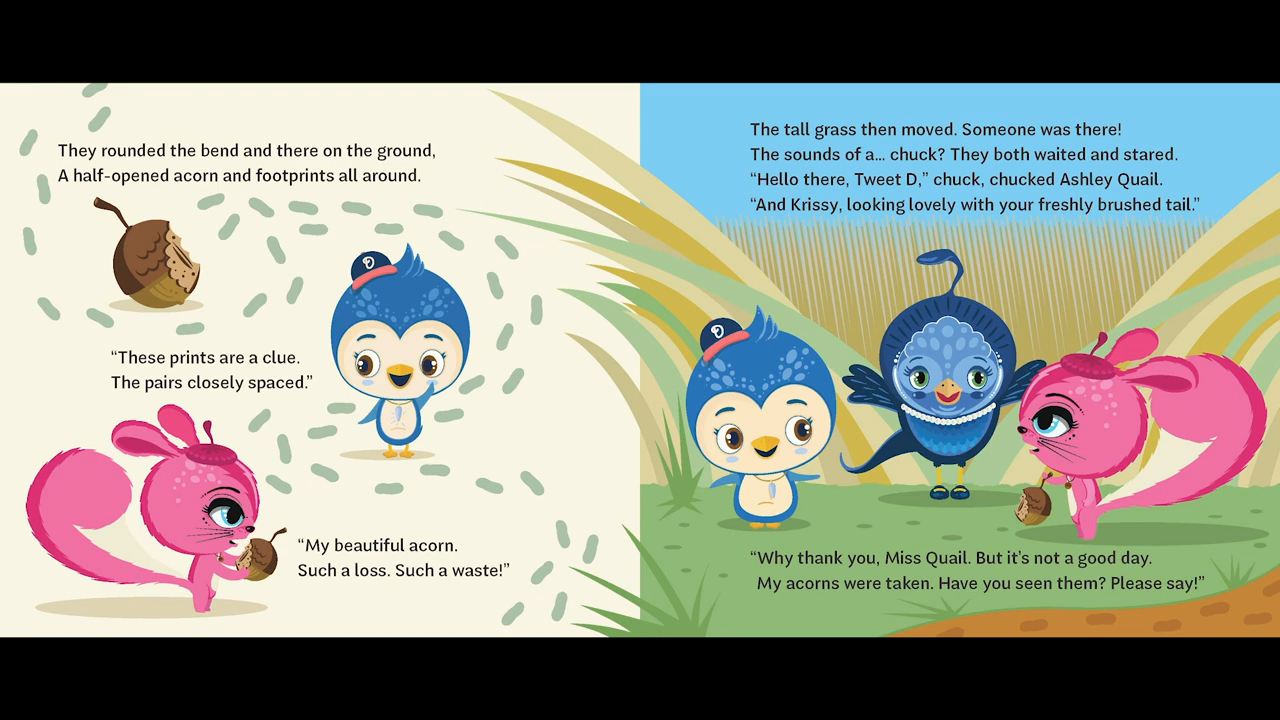 They rounded the bend and there on the ground,
A half-opened acorn and footprints all around.
“These prints are a clue.
The pairs closely spaced.”
“My beautiful acorn.
Such a loss. Such a waste!”
D
The tall grass then moved. Someone was there!
The sounds of a... chuck? They both waited and stared.
“Hello there, Tweet D,” chuck, chucked Ashley Quail.
“And Krissy, looking lovely with your freshly brushed tail.”
D
“Why thank you, Miss Quail. But it’s not a good day.
My acorns were taken. Have you seen them? Please say!”